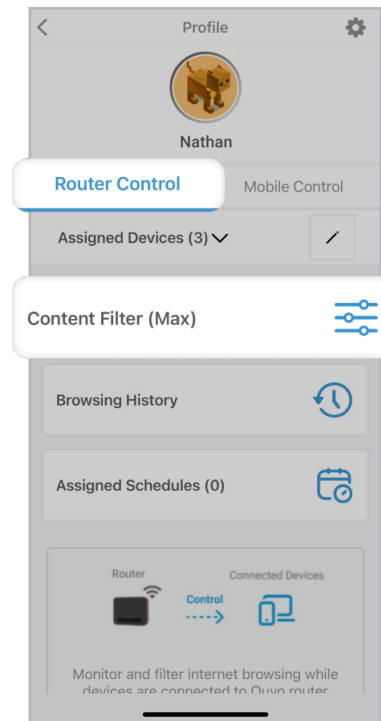 Profile
Nathan
Router Control
Mobile Control
Assigned Devices (3)
Content Filter (Max)
Browsing History
Assigned Schedules (0)
Router
Connected Devices
Control
Monitor and filter internet browsing while
devices are connected to Quvo router